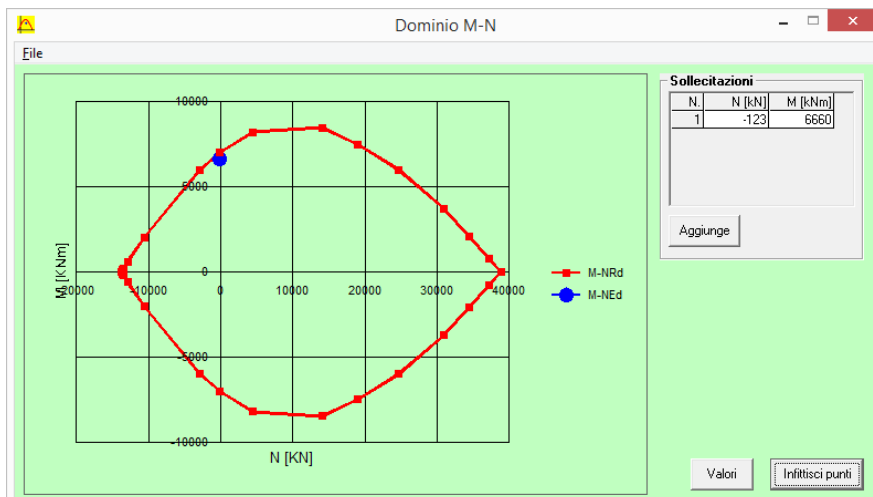 Dominio M-N
File
10000
5000
0
-20000 -10000 0 10000 20000 30000 40000
-5000
-10000
M [KNm]
N [KN]
M-NRd
M-NEd
Sollecitazioni
N. N [kN] M [kNm]
1 -123 6660
Aggiunge
Valori
Infittisci punti